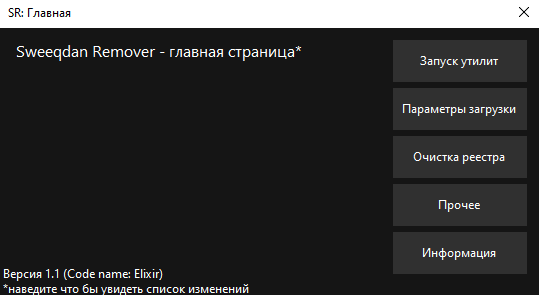 SR: Главная
Sweeqdan Remover - главная страница*
Запуск утилит
Параметры загрузки
Очистка реестра
Прочее
Информация
Версия 1.1 (Code name: Elixir)
*наведите что бы увидеть список изменений